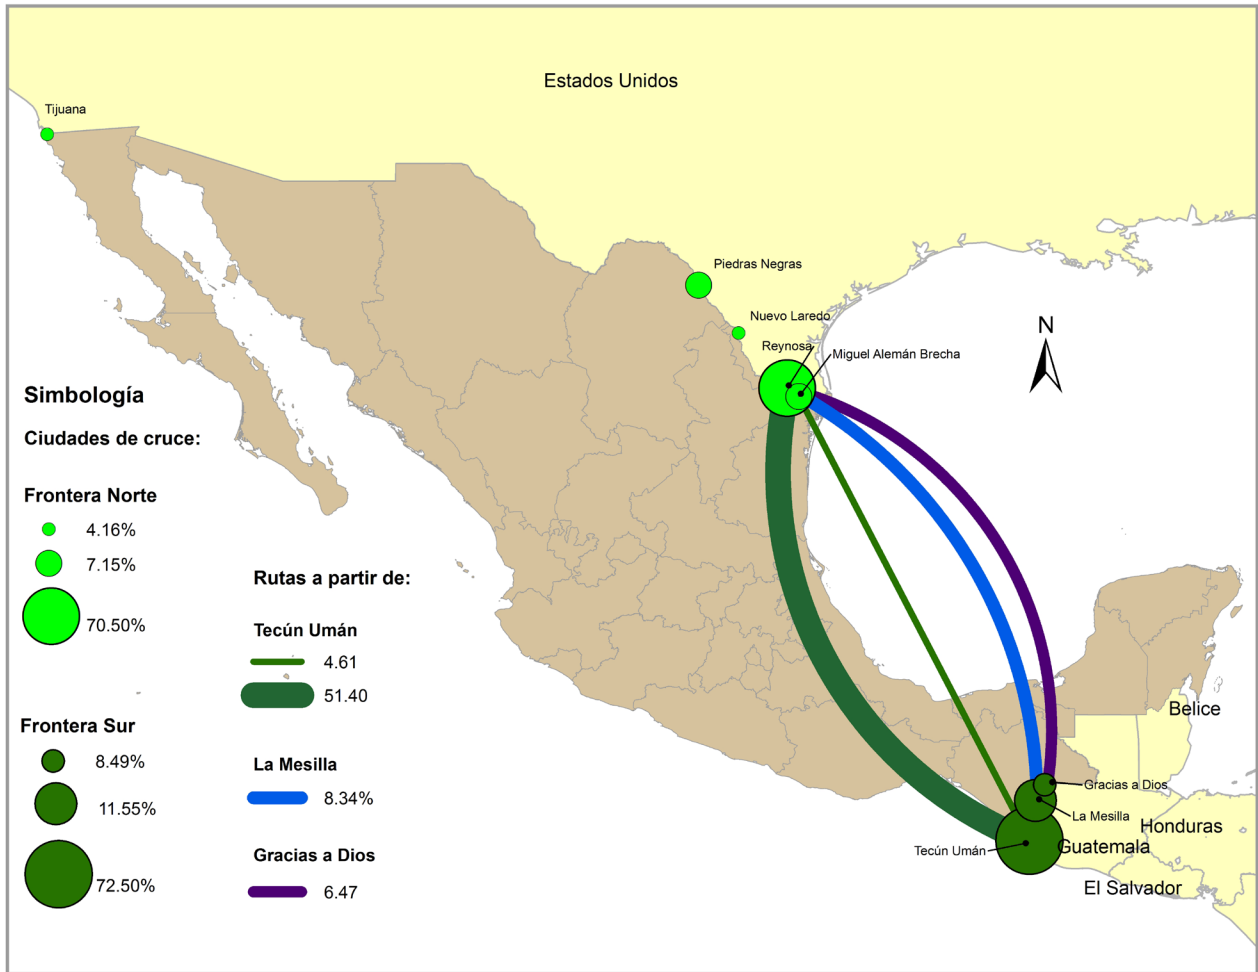 Estados Unidos
Tijuana
Piedras Negras
Nuevo Laredo
Reynosa
Miguel Alemán Brecha
N
Simbología
Ciudades de cruce:
Frontera Norte
4.16%
7.15%
70.50%
Rutas a partir de:
Tecún Umán
4.61
51.40
Frontera Sur
8.49%
11.55%
72.50%
La Mesilla
8.34%
Gracias a Dios
6.47
Belice
Gracias a Dios
La Mesilla
Honduras
Tecún Umán
Guatemala
El Salvador